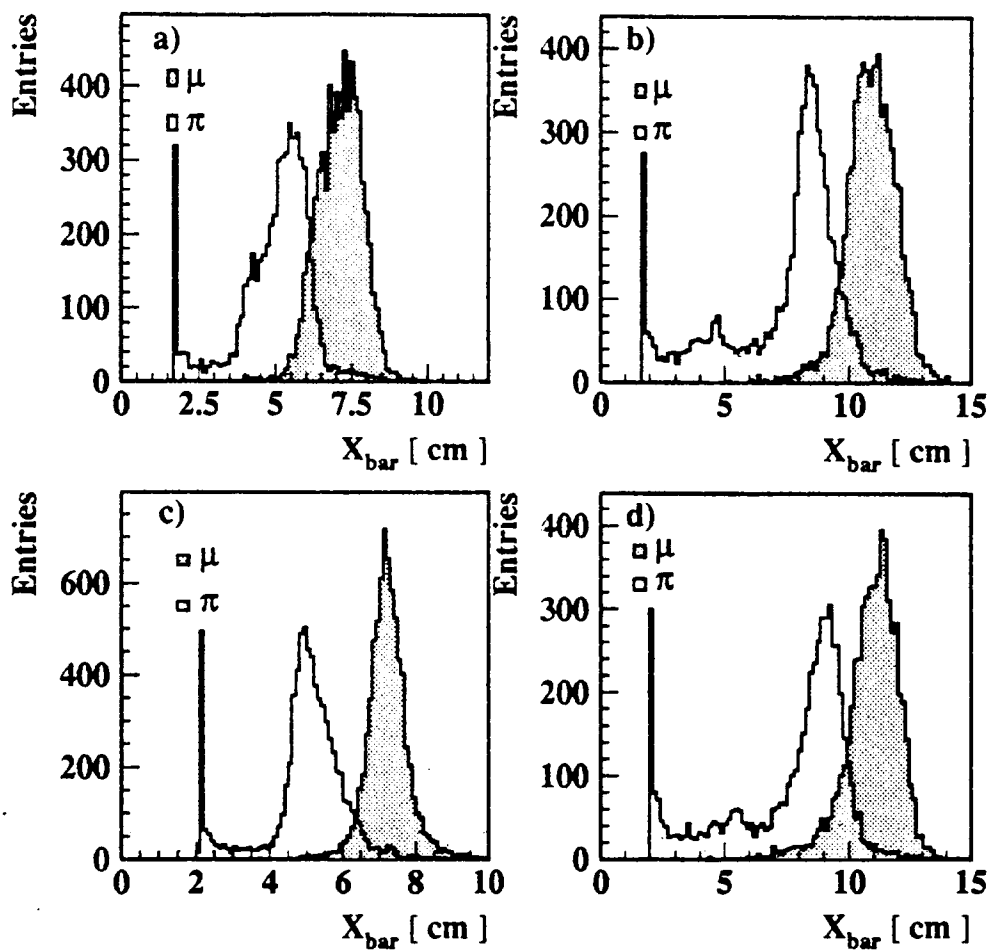 Entries
a)
μ
π
400
300
200
100
0
0 2.5 5 7.5 10
X_bar [ cm ]
Entries
b)
μ
π
400
300
200
100
0
0 5 10 15
X_bar [ cm ]
Entries
c)
μ
π
600
400
200
0
0 2 4 6 8 10
X_bar [ cm ]
Entries
d)
μ
π
400
300
200
100
0
0 5 10 15
X_bar [ cm ]